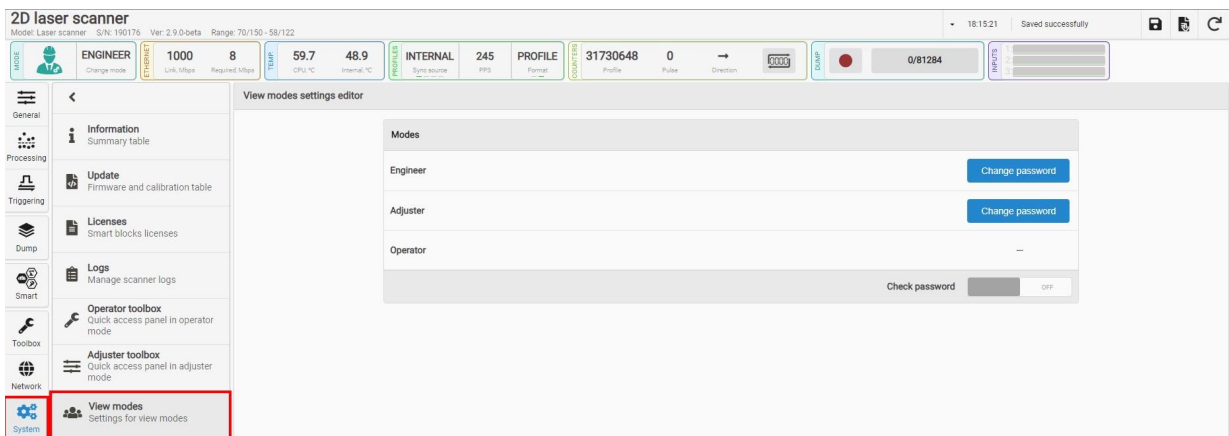 2D laser scanner
Model: Laser scanner S/N: 190176 Ver: 2.9.0-beta Range: 70/150 - 58/122
18:15:21 Saved successfully
MODE
ENGINEER
Change mode
ETHERNET
1000
Link, Mbps
8
Required, Mbps
TEMP.
59.7
CPU, °C
48.9
Internal, °C
PROFILES
INTERNAL
Sync source
245
PPS
PROFILE
Format
COUNTERS
31730648
Profile
0
Pulse
→
Direction
DUMP
0/81284
INPUTS
1
2
3
General
Processing
Triggering
Dump
Smart
Toolbox
Network
System
Information
Summary table
Update
Firmware and calibration table
Licenses
Smart blocks licenses
Logs
Manage scanner logs
Operator toolbox
Quick access panel in operator
mode
Adjuster toolbox
Quick access panel in adjuster
mode
View modes
Settings for view modes
View modes settings editor
Modes
Engineer Change password
Adjuster Change password
Operator —
Check password OFF